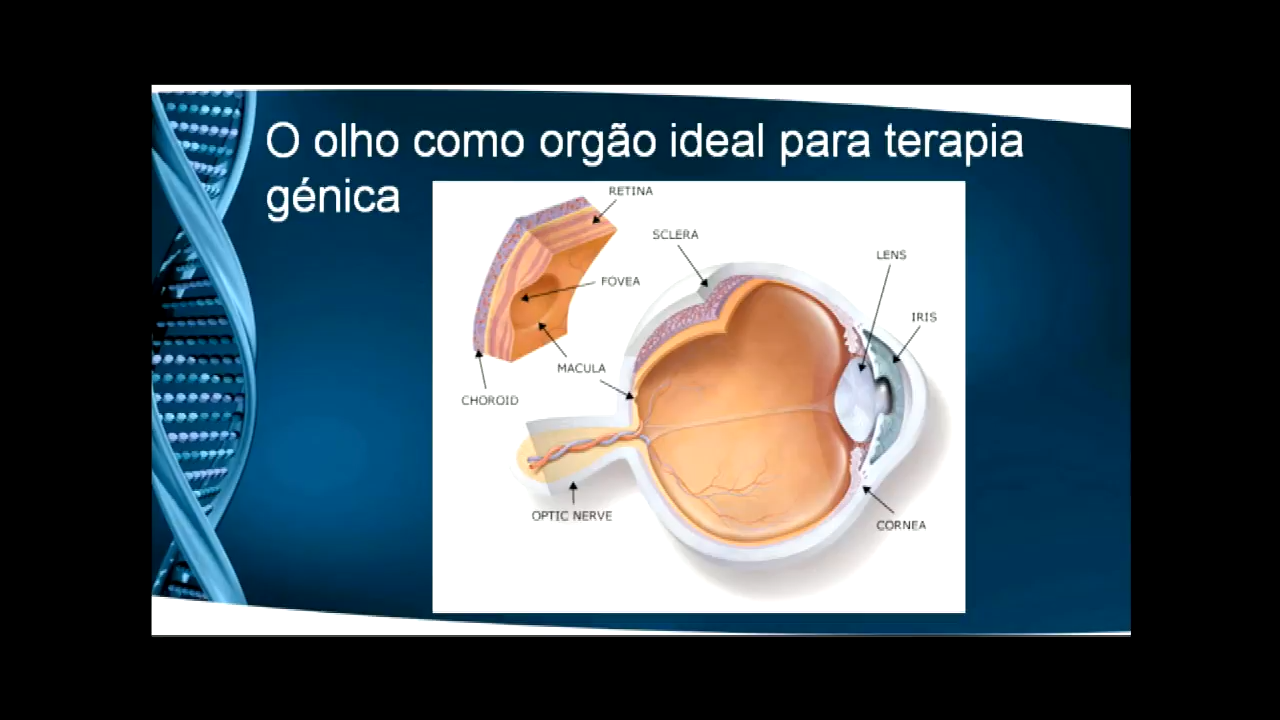 O olho como orgão ideal para terapia
génica
RETINA
SCLERA
LENS
FOVEA
IRIS
MACULA
CHOROID
OPTIC NERVE
CORNEA